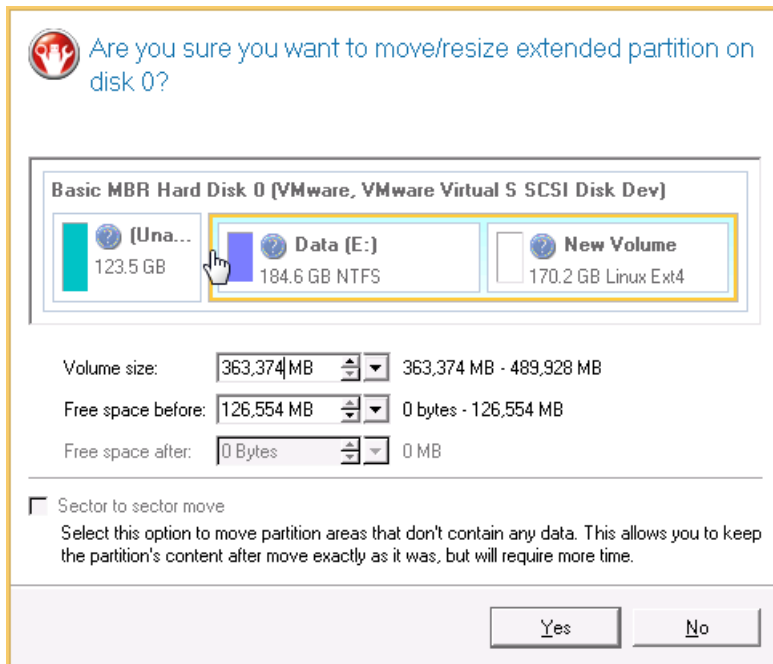 Are you sure you want to move/resize extended partition on
disk 0?
Basic MBR Hard Disk 0 (VMware, VMware Virtual S SCSI Disk Dev)
(Una...
123.5 GB
Data (E:)
184.6 GB NTFS
New Volume
170.2 GB Linux Ext4
Volume size: 363,374 MB 363,374 MB - 489,928 MB
Free space before: 126,554 MB 0 bytes - 126,554 MB
Free space after: 0 Bytes 0 MB
Sector to sector move
Select this option to move partition areas that don't contain any data. This allows you to keep
the partition's content after move exactly as it was, but will require more time.
Yes No